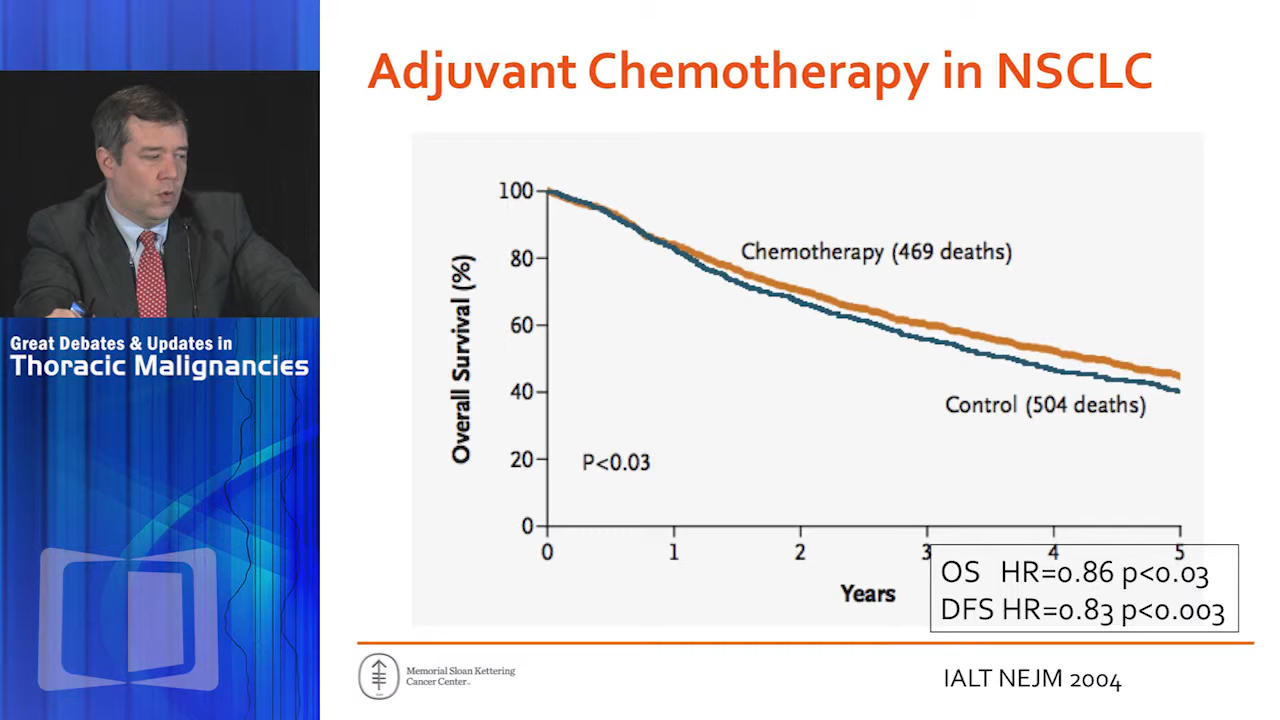 Adjuvant Chemotherapy in NSCLC
Great Debates & Updates in
Thoracic Malignancies
Overall Survival (%)
100
80
60
40
20
0
Chemotherapy (469 deaths)
Control (504 deaths)
P<0.03
0 1 2 3 4 5
Years
OS HR=0.86 p<0.03
DFS HR=0.83 p<0.003
Memorial Sloan Kettering
Cancer Center
IALT NEJM 2004